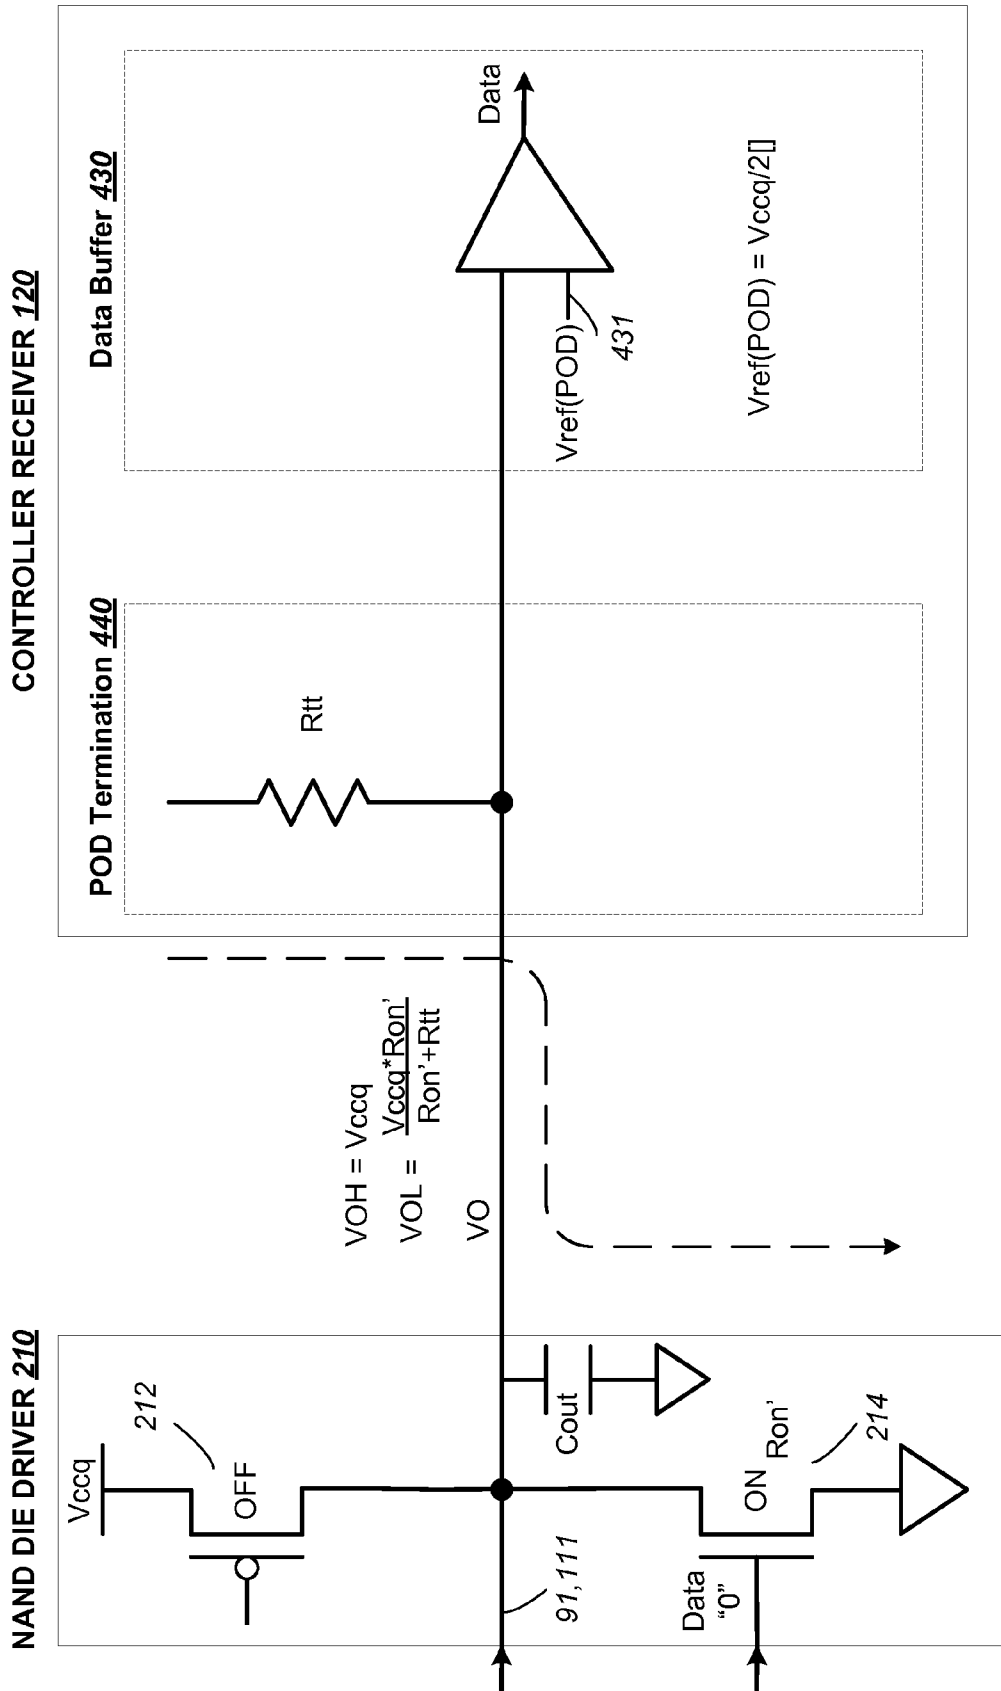 NAND DIE DRIVER 210
CONTROLLER RECEIVER 120
Vccq
212
OFF
91,111
Data
"0"
ON
Ron'
214
Cout
VOH = Vccq
VOL = Vccq*Ron'
Ron'+Rtt
VO
POD Termination 440
Rtt
Data Buffer 430
Data
Vref(POD)
431
Vref(POD) = Vccq/2[]